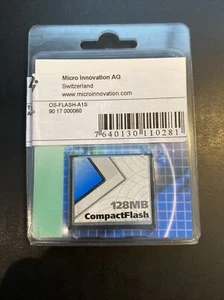 Micro Innovation AG
Switzerland
www.microinnovation.com
OS-FLASH-A1S
90 17 000060
7 640130 110281
128MB
CompactFlash